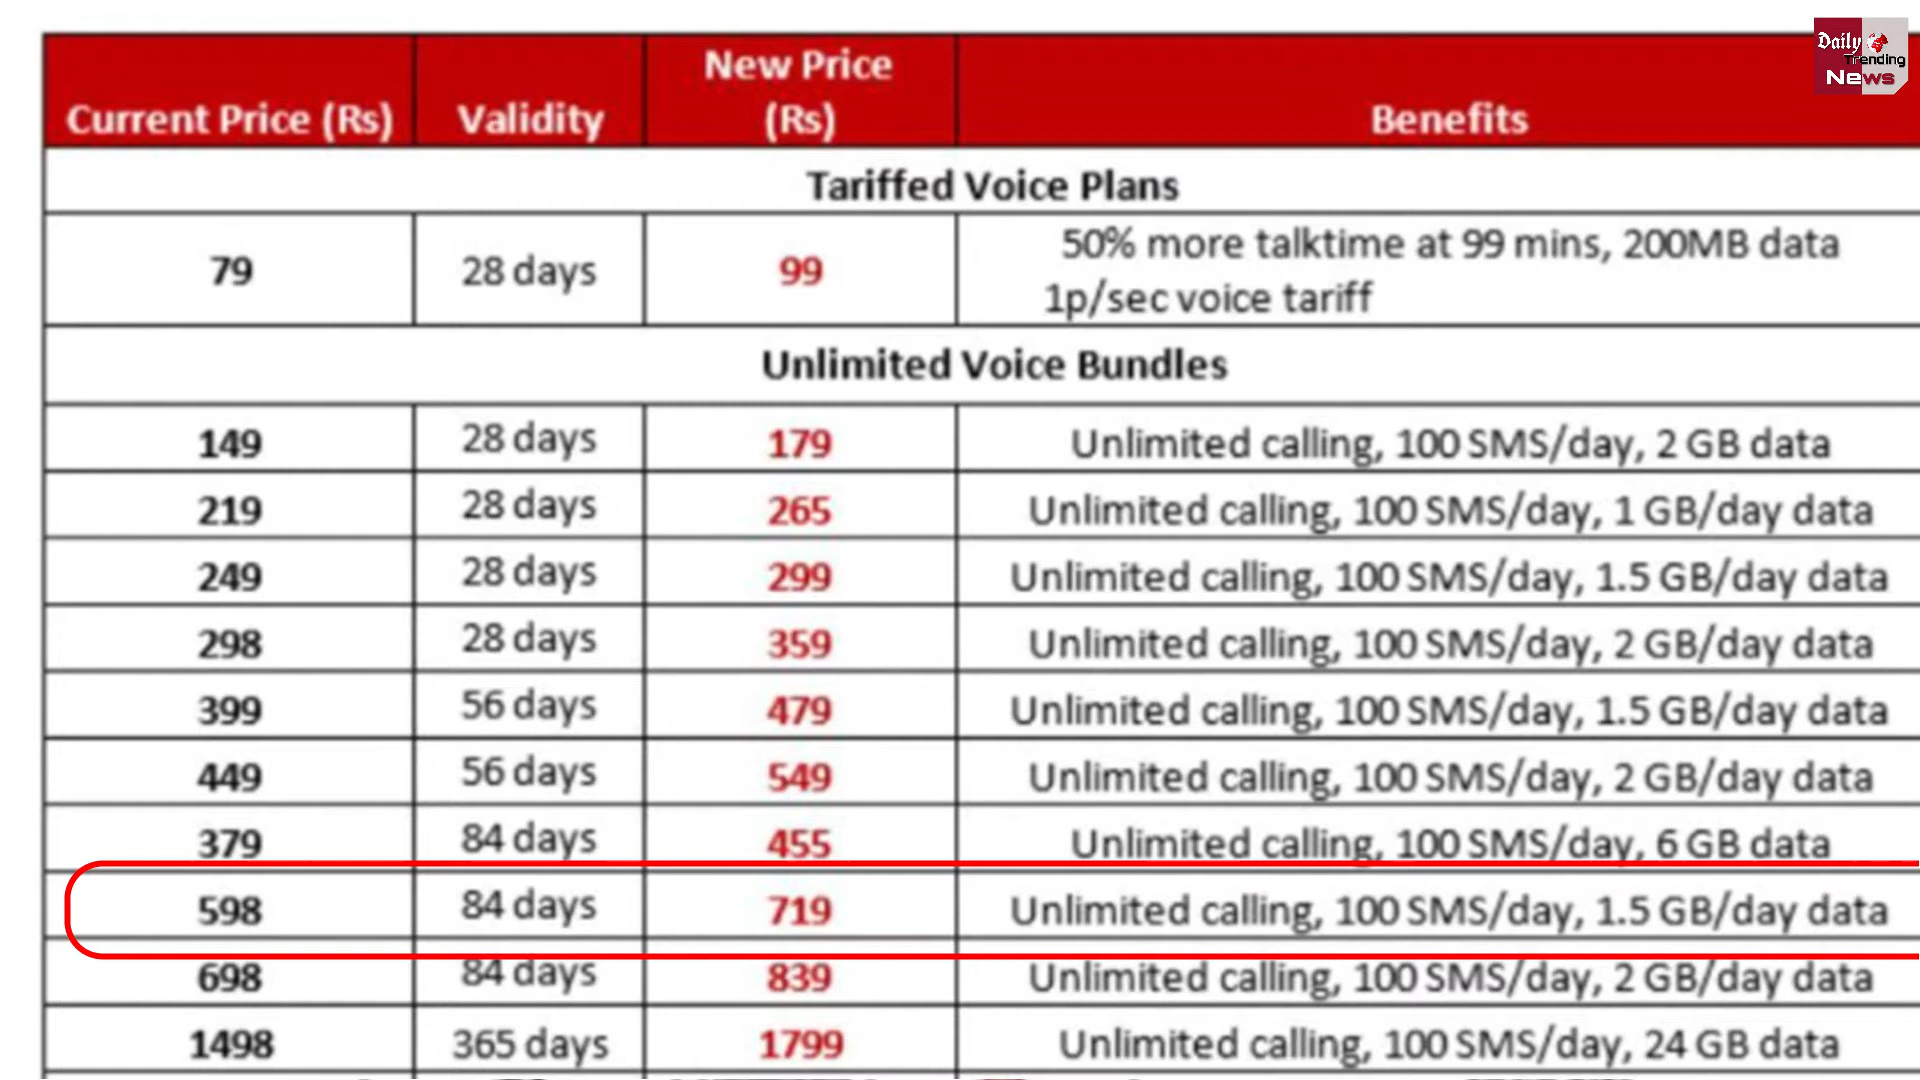 Daily
Trending
News
Current Price (Rs) Validity New Price (Rs) Benefits
Tariffed Voice Plans
79 28 days 99 50% more talktime at 99 mins, 200MB data
1p/sec voice tariff
Unlimited Voice Bundles
149 28 days 179 Unlimited calling, 100 SMS/day, 2 GB data
219 28 days 265 Unlimited calling, 100 SMS/day, 1 GB/day data
249 28 days 299 Unlimited calling, 100 SMS/day, 1.5 GB/day data
298 28 days 359 Unlimited calling, 100 SMS/day, 2 GB/day data
399 56 days 479 Unlimited calling, 100 SMS/day, 1.5 GB/day data
449 56 days 549 Unlimited calling, 100 SMS/day, 2 GB/day data
379 84 days 455 Unlimited calling, 100 SMS/day, 6 GB data
598 84 days 719 Unlimited calling, 100 SMS/day, 1.5 GB/day data
698 84 days 839 Unlimited calling, 100 SMS/day, 2 GB/day data
1498 365 days 1799 Unlimited calling, 100 SMS/day, 24 GB data